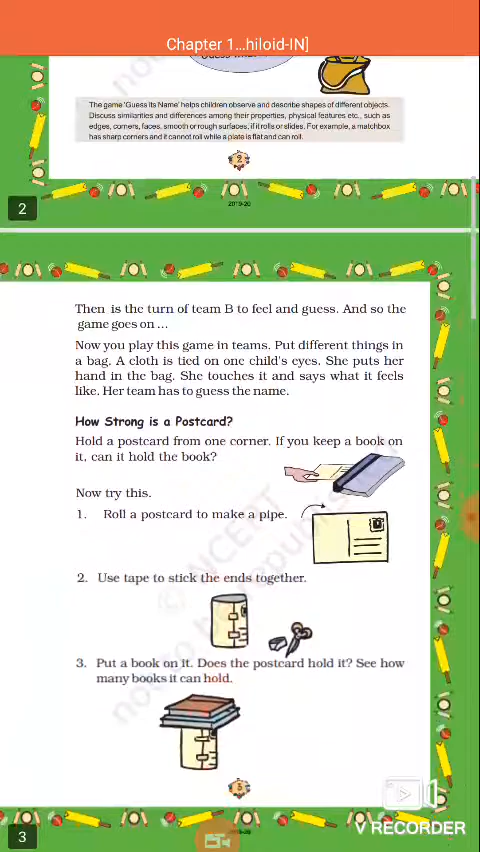 Chapter 1...hiloid-IN]
The game 'Guess its Name' helps children observe and describe shapes of different objects.
Discuss similarities and differences among their properties, physical features etc., such as
edges, corners, faces, smooth or rough surfaces, if it rolls or slides. For example, a matchbox
has sharp corners and it cannot roll while a plate is flat and can roll.
2
2019-20
2
Then is the turn of team B to feel and guess. And so the
game goes on ...
Now you play this game in teams. Put different things in
a bag. A cloth is tied on one child's eyes. She puts her
hand in the bag. She touches it and says what it feels
like. Her team has to guess the name.
How Strong is a Postcard?
Hold a postcard from one corner. If you keep a book on
it, can it hold the book?
Now try this.
1. Roll a postcard to make a pipe.
2. Use tape to stick the ends together.
3. Put a book on it. Does the postcard hold it? See how
many books it can hold.
3
3
V RECORDER